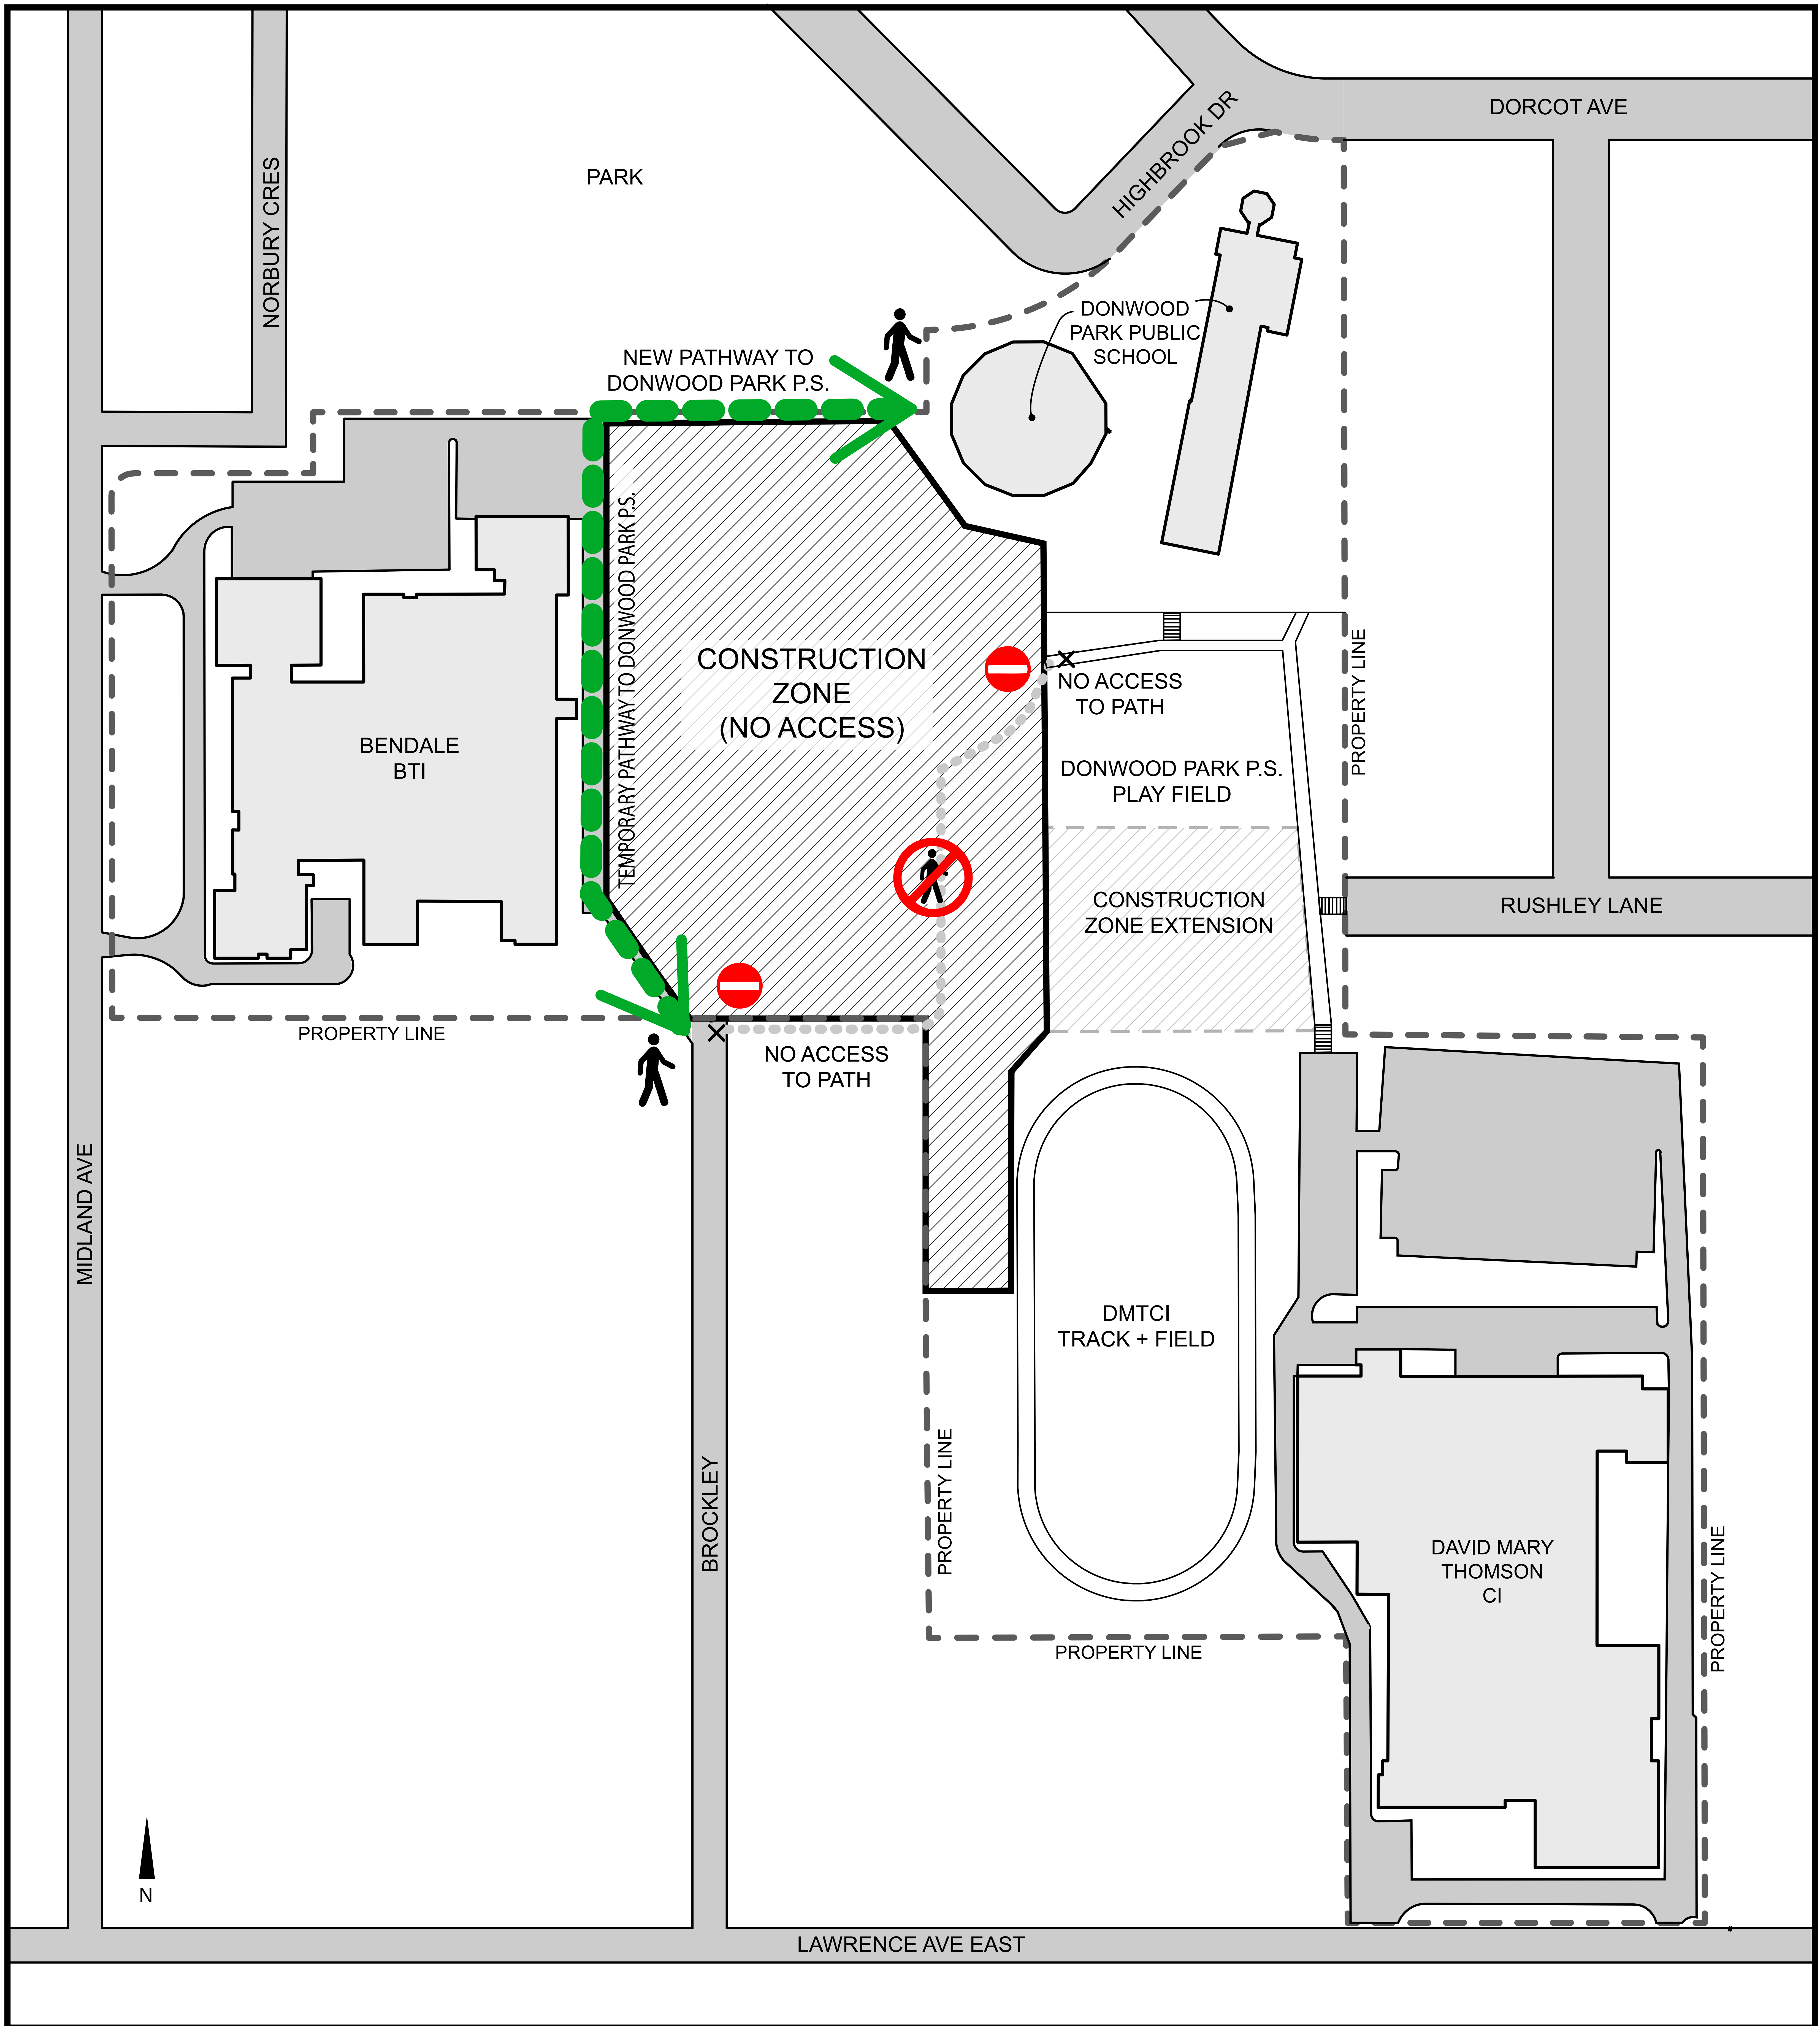 DORCOT AVE
HIGHBROOK DR
NORBURY CRES
PARK
DONWOOD
PARK PUBLIC
SCHOOL
NEW PATHWAY TO
DONWOOD PARK P.S.
TEMPORARY PATHWAY TO DONWOOD PARK P.S.
CONSTRUCTION
ZONE
(NO ACCESS)
NO ACCESS
TO PATH
PROPERTY LINE
BENDALE
BTI
DONWOOD PARK P.S.
PLAY FIELD
CONSTRUCTION
ZONE EXTENSION
RUSHLEY LANE
PROPERTY LINE
NO ACCESS
TO PATH
MIDLAND AVE
BROCKLEY
DMTCI
TRACK + FIELD
PROPERTY LINE
PROPERTY LINE
DAVID MARY
THOMSON
CI
PROPERTY LINE
N
LAWRENCE AVE EAST